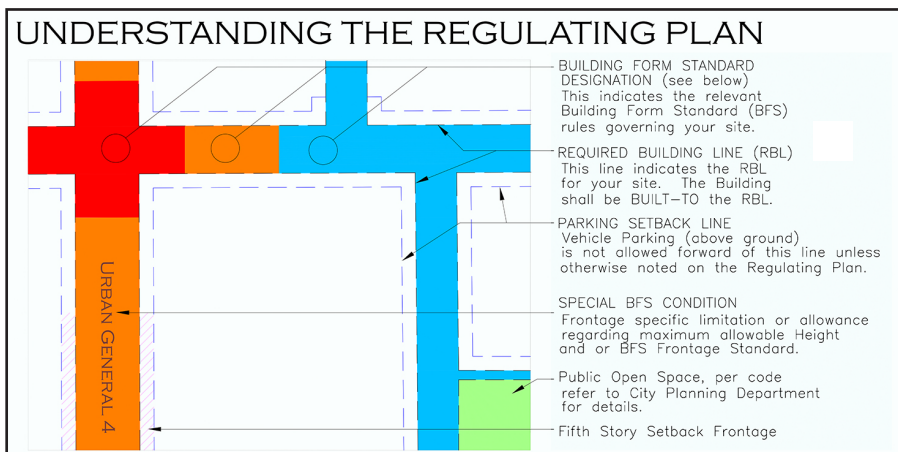 UNDERSTANDING THE REGULATING PLAN
BUILDING FORM STANDARD
DESIGNATION (see below)
This indicates the relevant
Building Form Standard (BFS)
rules governing your site.
REQUIRED BUILDING LINE (RBL)
This line indicates the RBL
for your site. The Building
shall be BUILT-TO the RBL.
PARKING SETBACK LINE
Vehicle Parking (above ground)
is not allowed forward of this line unless
otherwise noted on the Regulating Plan.
SPECIAL BFS CONDITION
Frontage specific limitation or allowance
regarding maximum allowable Height
and or BFS Frontage Standard.
Public Open Space, per code
refer to City Planning Department
for details.
Fifth Story Setback Frontage
URBAN GENERAL 4